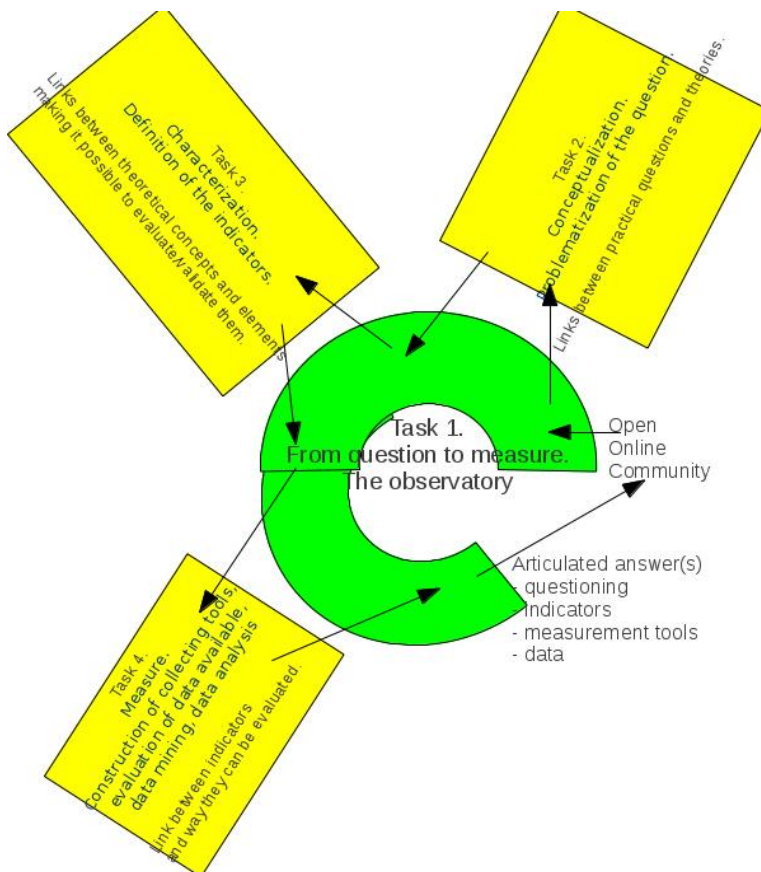 Task 3.
Characterization.
Definition of the indicators.
Links between theoretical concepts and elements
making it possible to evaluate/validate them.
Task 2.
Conceptualization.
problematization of the question.
Links between practical questions and theories.
Task 1.
From question to measure.
The observatory
Open
Online
Community
Articulated answer(s)
- questioning
- indicators
- measurement tools
- data
Task 4.
Measure.
Construction of collecting tools,
evaluation of data available,
data mining, data analysis
Link between indicators
and way they can be evaluated.